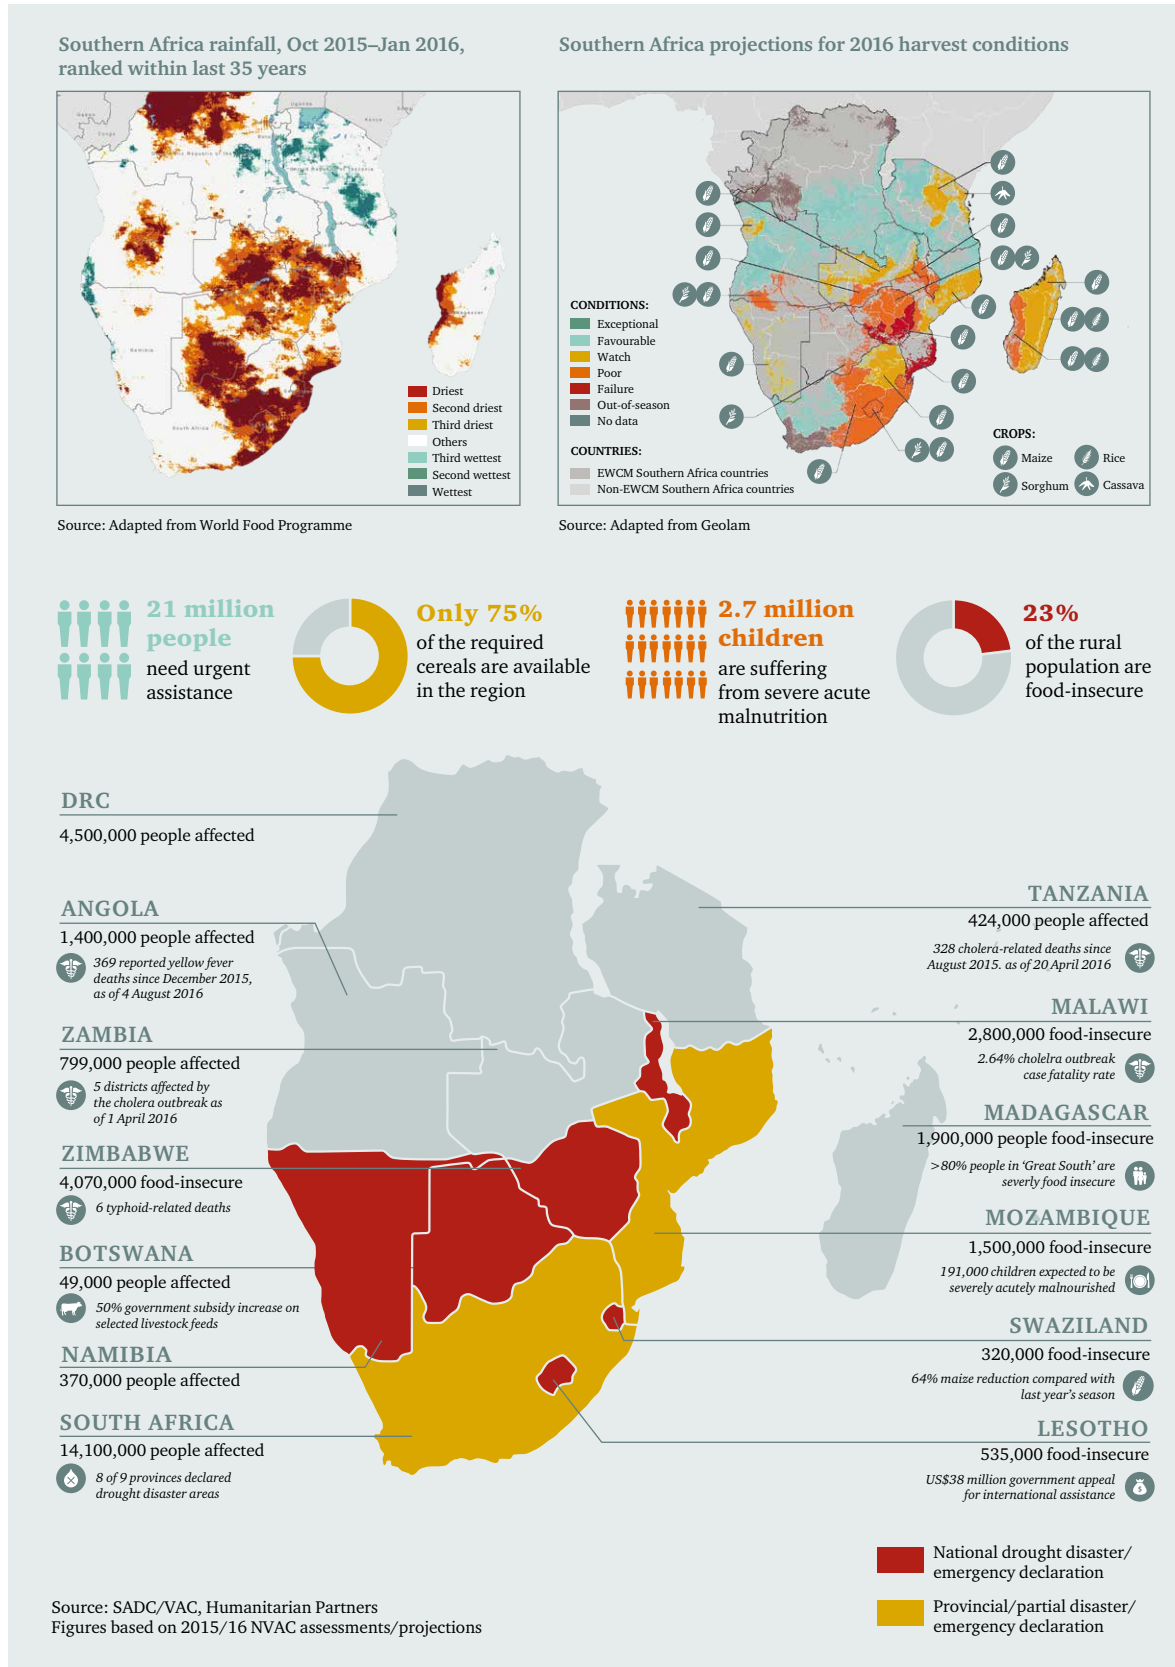 Southern Africa rainfall, Oct 2015–Jan 2016,
ranked within last 35 years
Namibia
South Africa
Driest
Second driest
Third driest
Others
Third wettest
Second wettest
Wettest
Source: Adapted from World Food Programme
Southern Africa projections for 2016 harvest conditions
CONDITIONS:
Exceptional
Favourable
Watch
Poor
Failure
Out-of-season
No data
COUNTRIES:
EWCM Southern Africa countries
Non-EWCM Southern Africa countries
CROPS:
Maize
Rice
Sorghum
Cassava
Source: Adapted from Geolam
21 million
people
need urgent
assistance
Only 75%
of the required
cereals are available
in the region
2.7 million
children
are suffering
from severe acute
malnutrition
23%
of the rural
population are
food-insecure
DRC
4,500,000 people affected
ANGOLA
1,400,000 people affected
369 reported yellow fever
deaths since December 2015,
as of 4 August 2016
ZAMBIA
799,000 people affected
5 districts affected by
the cholera outbreak as
of 1 April 2016
ZIMBABWE
4,070,000 food-insecure
6 typhoid-related deaths
BOTSWANA
49,000 people affected
50% government subsidy increase on
selected livestock feeds
NAMIBIA
370,000 people affected
SOUTH AFRICA
14,100,000 people affected
8 of 9 provinces declared
drought disaster areas
TANZANIA
424,000 people affected
328 cholera-related deaths since
August 2015. as of 20 April 2016
MALAWI
2,800,000 food-insecure
2.64% cholelra outbreak
case fatality rate
MADAGASCAR
1,900,000 people food-insecure
>80% people in ‘Great South’ are
severly food insecure
MOZAMBIQUE
1,500,000 food-insecure
191,000 children expected to be
severely acutely malnourished
SWAZILAND
320,000 food-insecure
64% maize reduction compared with
last year’s season
LESOTHO
535,000 food-insecure
US$38 million government appeal
for international assistance
National drought disaster/
emergency declaration
Provincial/partial disaster/
emergency declaration
Source: SADC/VAC, Humanitarian Partners
Figures based on 2015/16 NVAC assessments/projections